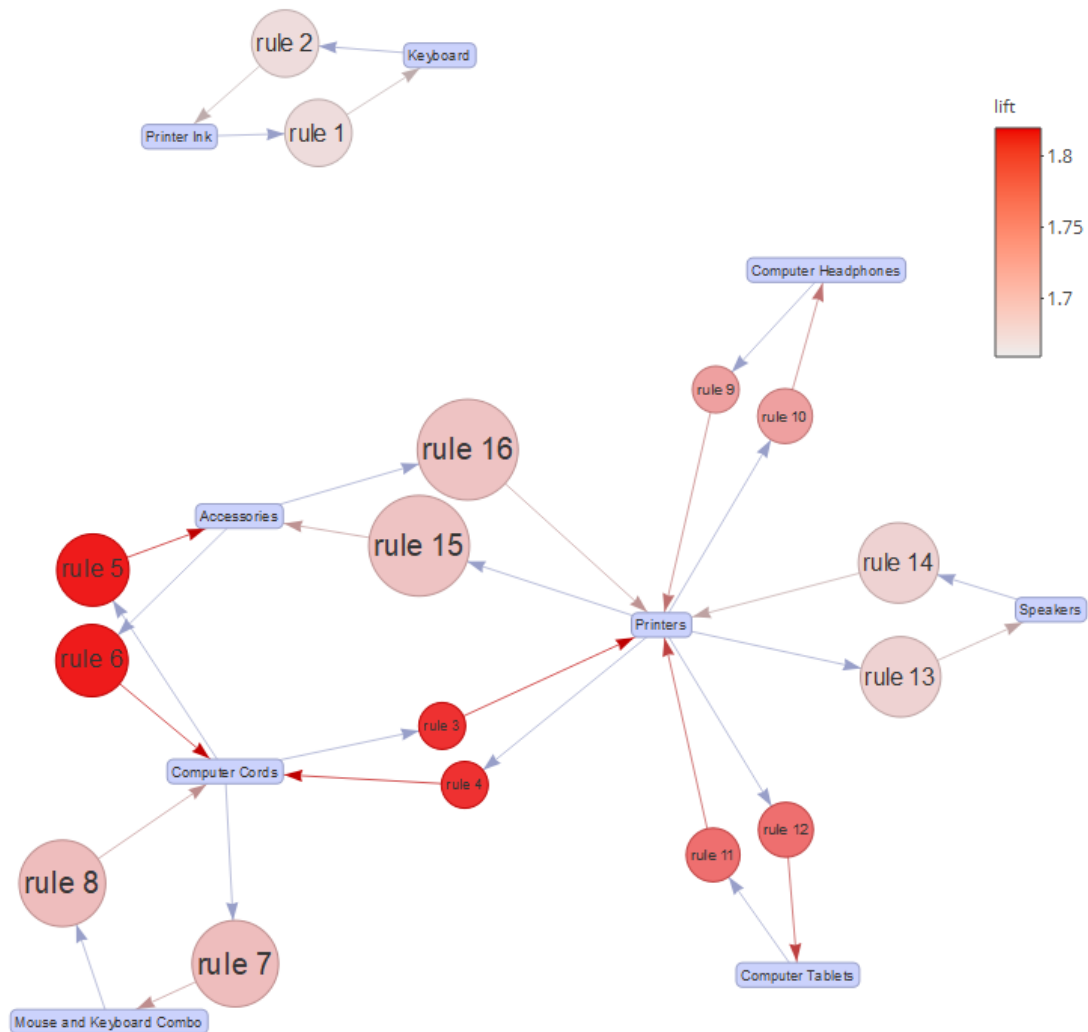 rule 2
Keyboard
Printer Ink
rule 1
lift
1.8
1.75
1.7
Computer Headphones
rule 9
rule 10
rule 16
Accessories
rule 15
rule 5
rule 14
Speakers
Printers
rule 6
rule 13
rule 3
Computer Cords
rule 4
rule 12
rule 11
rule 8
rule 7
Computer Tablets
Mouse and Keyboard Combo